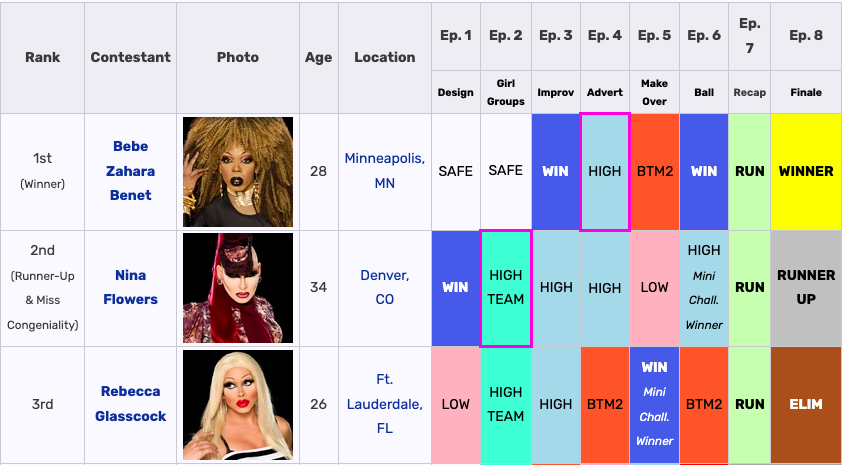 Rank Contestant Photo Age Location Ep. 1 Ep. 2 Ep. 3 Ep. 4 Ep. 5 Ep. 6 Ep. 7 Ep. 8
Design Girl Groups Improv Advert Make Over Ball Recap Finale
1st (Winner) Bebe Zahara Benet 28 Minneapolis, MN SAFE SAFE WIN HIGH BTM2 WIN RUN WINNER
2nd (Runner-Up & Miss Congeniality) Nina Flowers 34 Denver, CO WIN HIGH TEAM HIGH HIGH LOW HIGH Mini Chall. Winner RUN RUNNER UP
3rd Rebecca Glasscock 26 Ft. Lauderdale, FL LOW HIGH TEAM HIGH BTM2 WIN Mini Chall. Winner BTM2 RUN ELIM